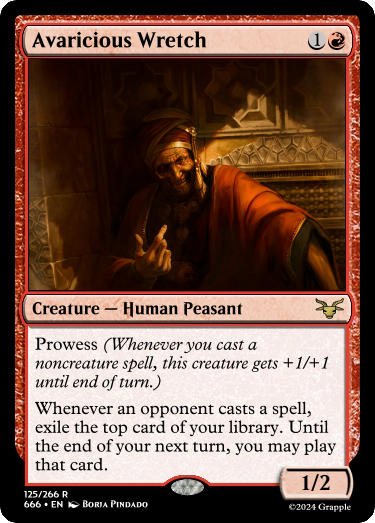 Avaricious Wretch 1
Creature — Human Peasant
Prowess (Whenever you cast a
noncreature spell, this creature gets +1/+1
until end of turn.)
Whenever an opponent casts a spell,
exile the top card of your library. Until
the end of your next turn, you may play
that card.
1/2
125/266 R
666 • EN Borja Pindado
©2024 Grapple